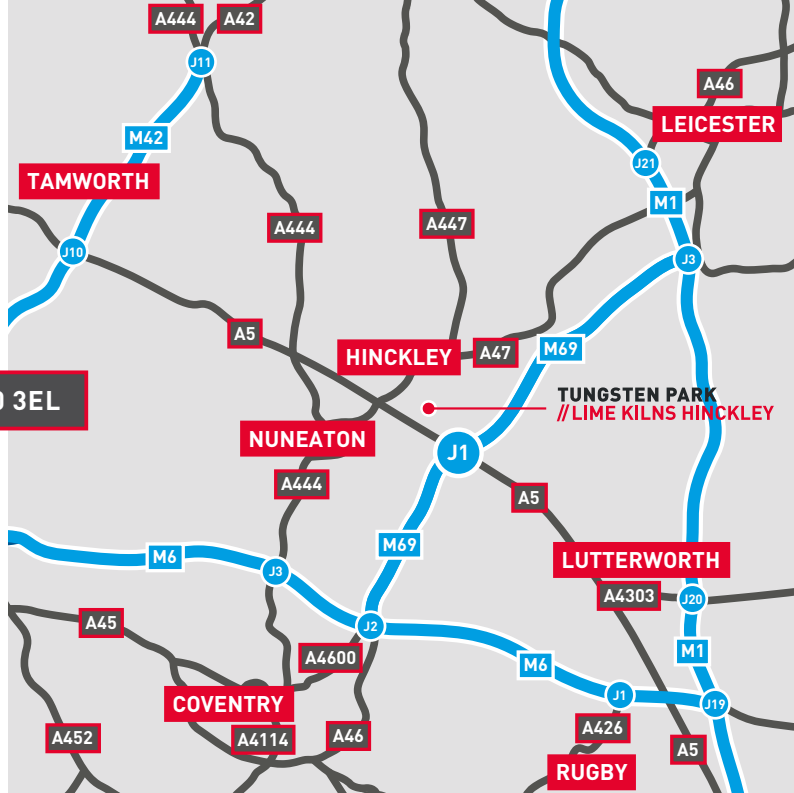 A444
A42
J11
A46
LEICESTER
M42
J21
TAMWORTH
M1
A444
A447
J10
J3
A5
HINCKLEY
A47
M69
3EL
TUNGSTEN PARK
//LIME KILNS HINCKLEY
NUNEATON
J1
A444
A5
M69
M6
LUTTERWORTH
J3
A4303
J20
A45
J2
A4600
M1
M6
COVENTRY
J1
J19
A452
A4114
A46
A426
A5
RUGBY